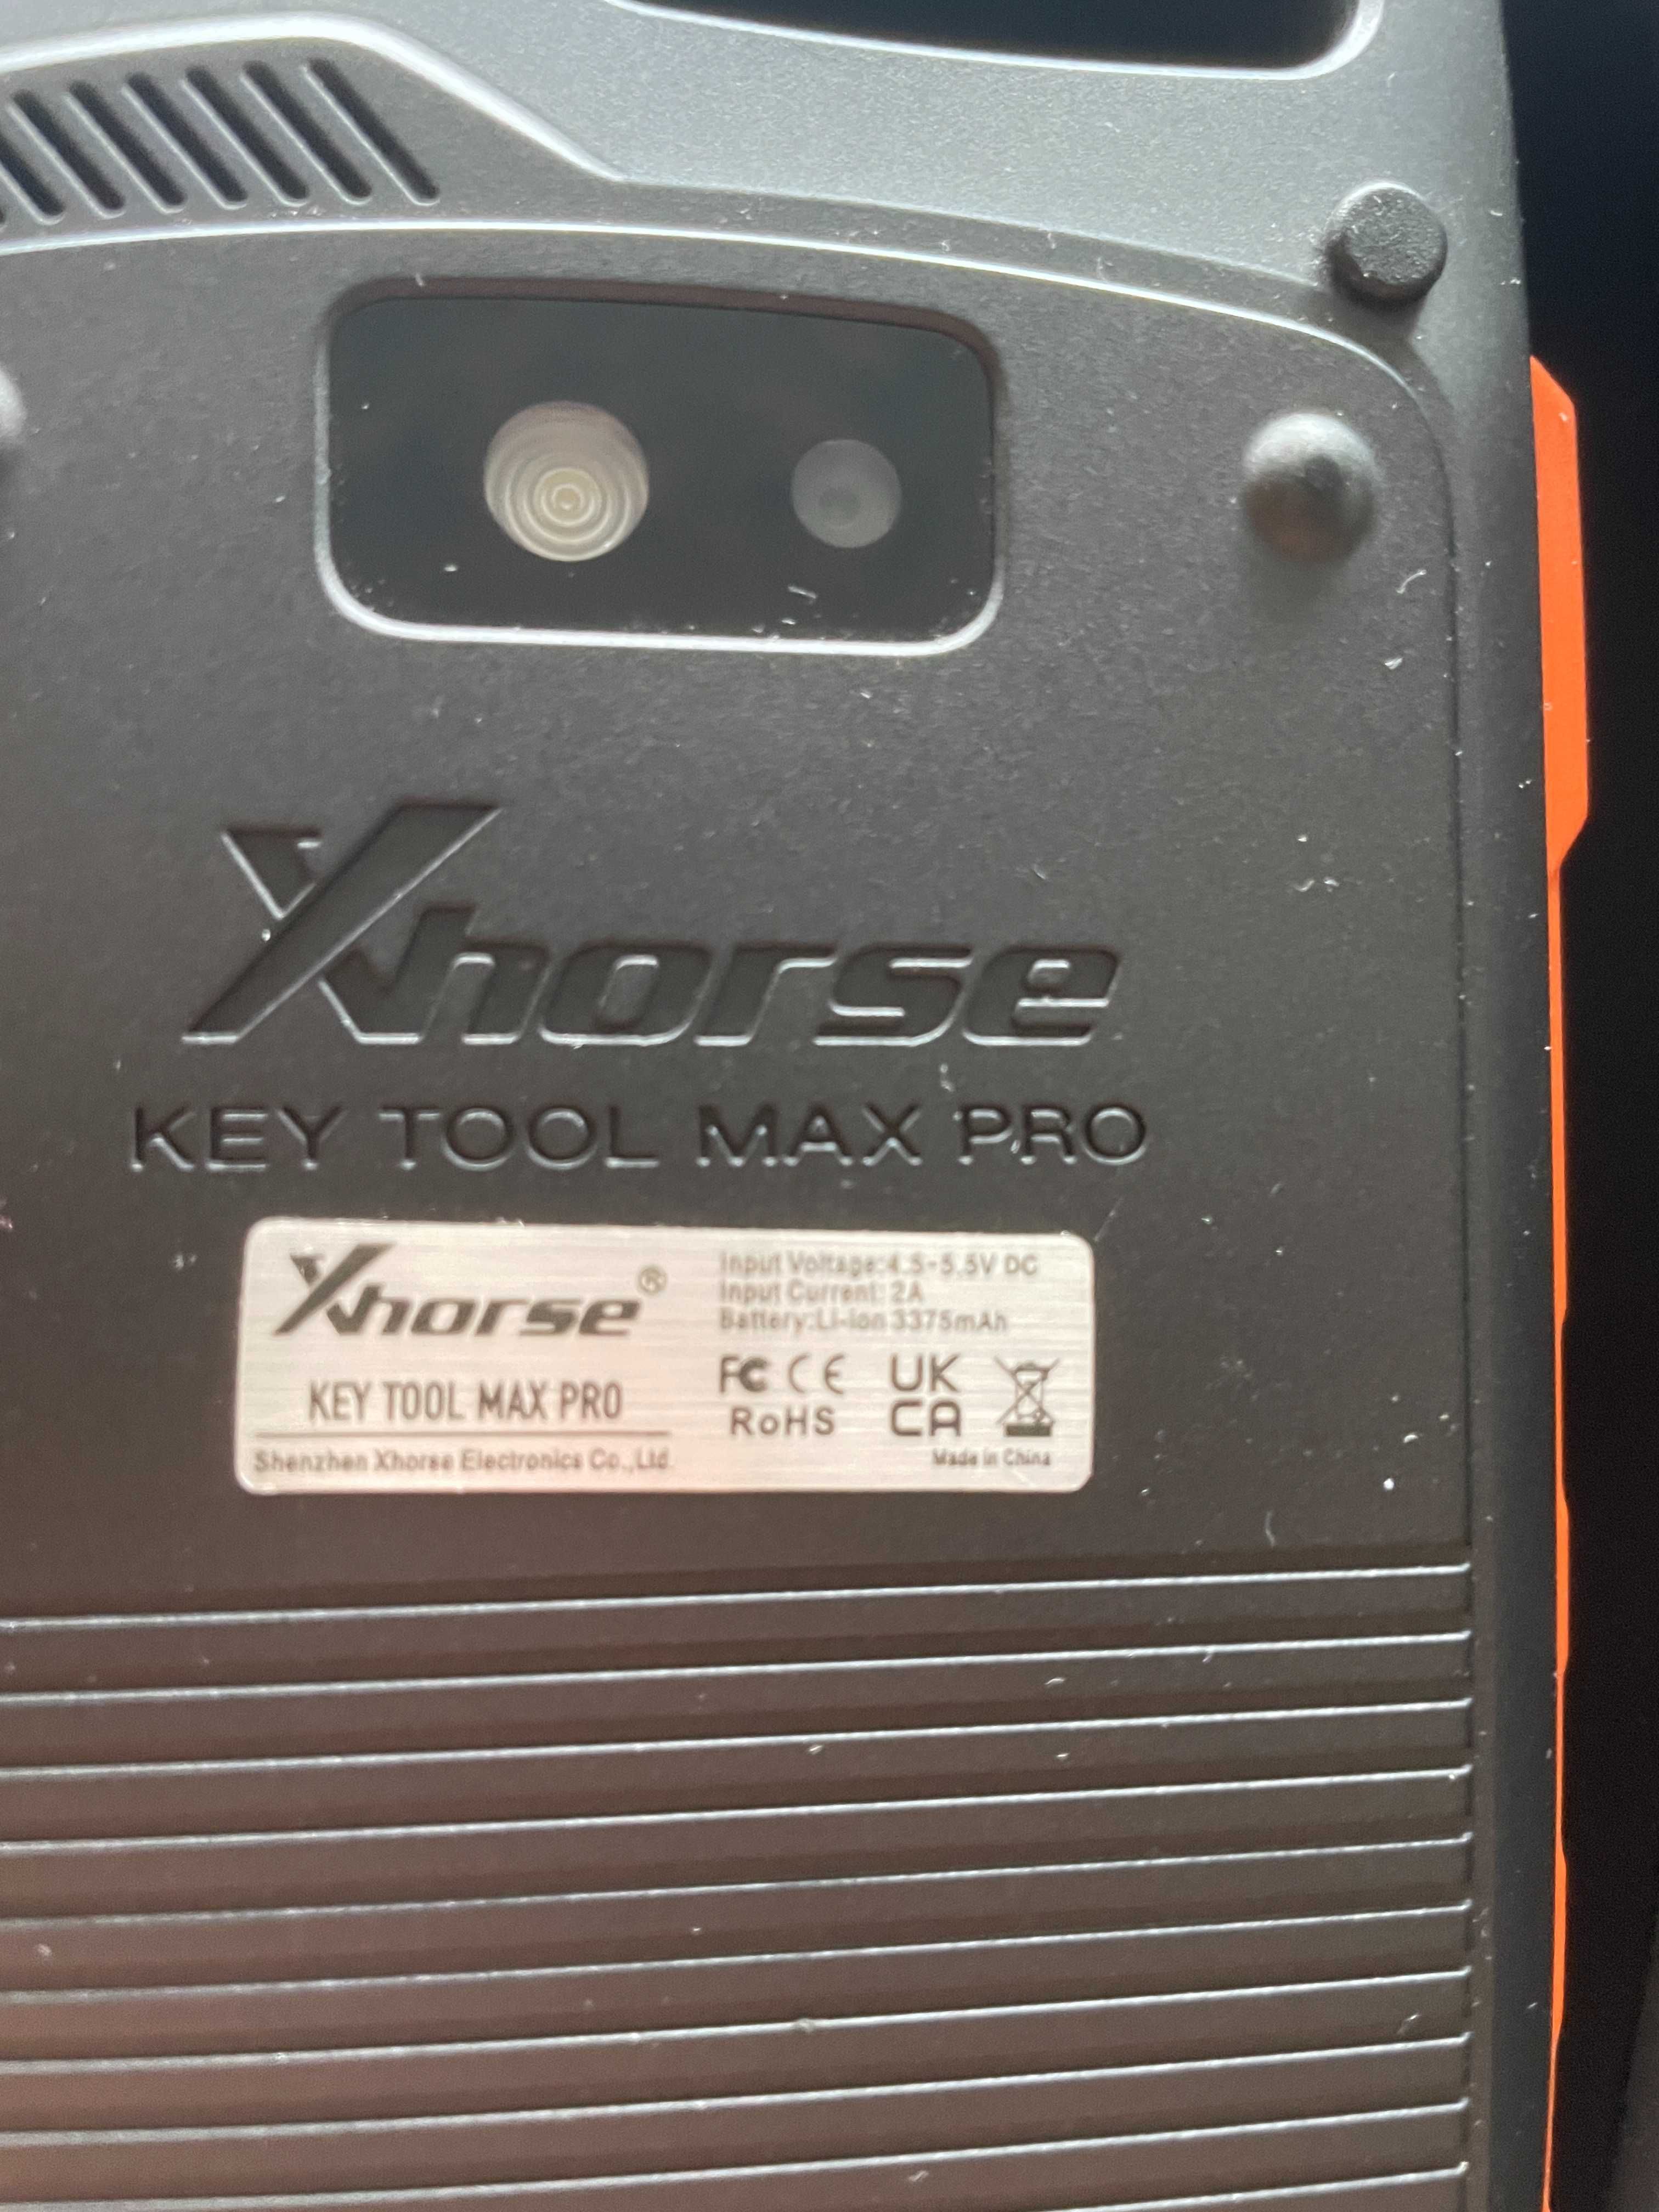 Xhorse
KEY TOOL MAX PRO
Xhorse®
KEY TOOL MAX PRO
Shenzhen Xhorse Electronics Co.,Ltd.
Input Voltage:4.5-5.5V DC
Input Current: 2A
Battery:Li-ion 3375mAh
FC CE
RoHS
UK
CA
Made in China